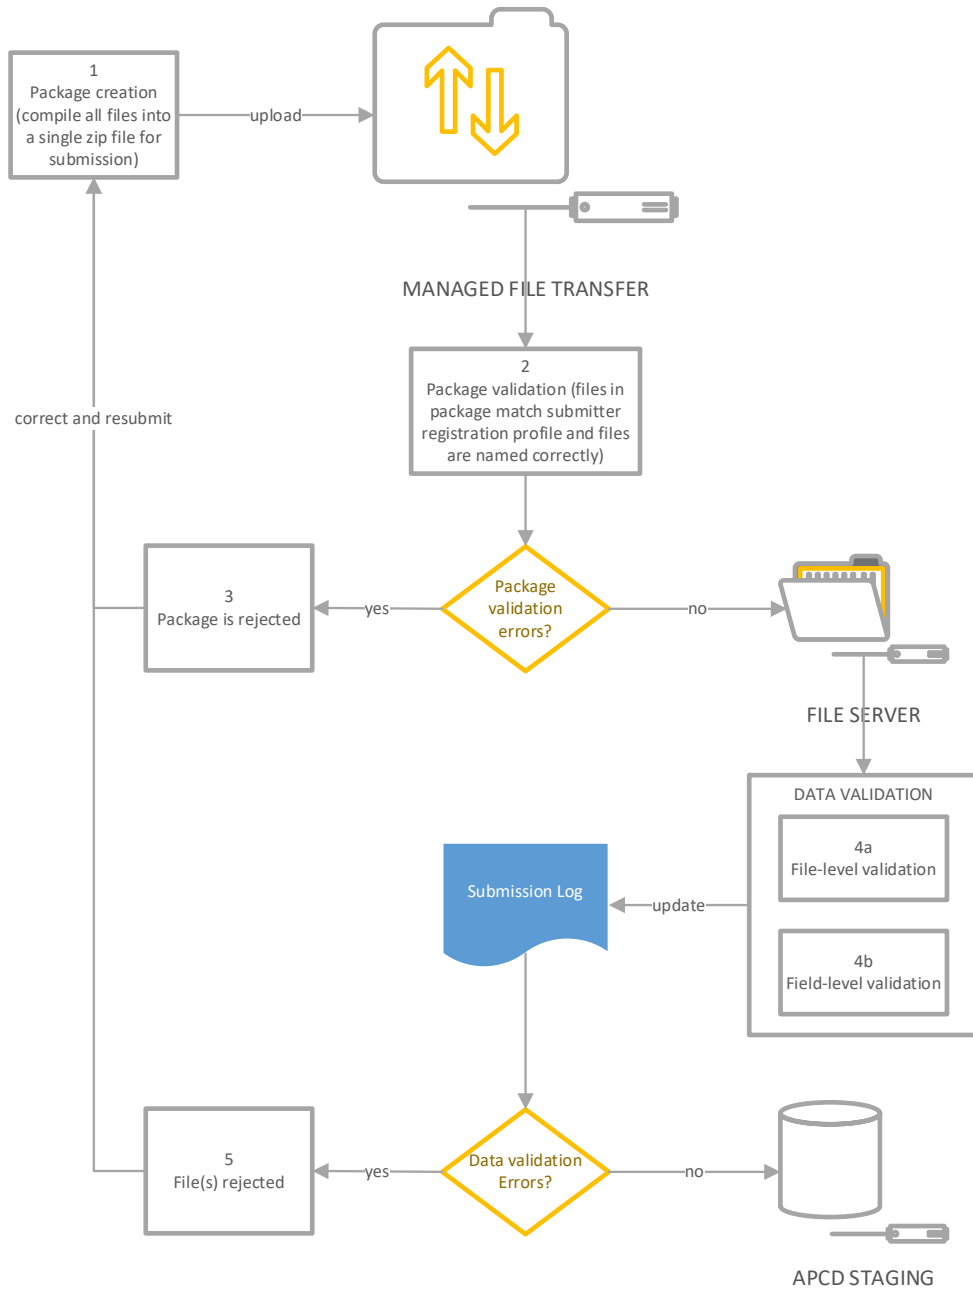 1
Package creation
(compile all files into
a single zip file for
submission)
upload
MANAGED FILE TRANSFER
2
Package validation (files in
package match submitter
registration profile and files
are named correctly)
correct and resubmit
3
Package is rejected
yes
Package
validation
errors?
no
FILE SERVER
DATA VALIDATION
4a
File-level validation
Submission Log
update
4b
Field-level validation
5
File(s) rejected
yes
Data validation
Errors?
no
APCD STAGING